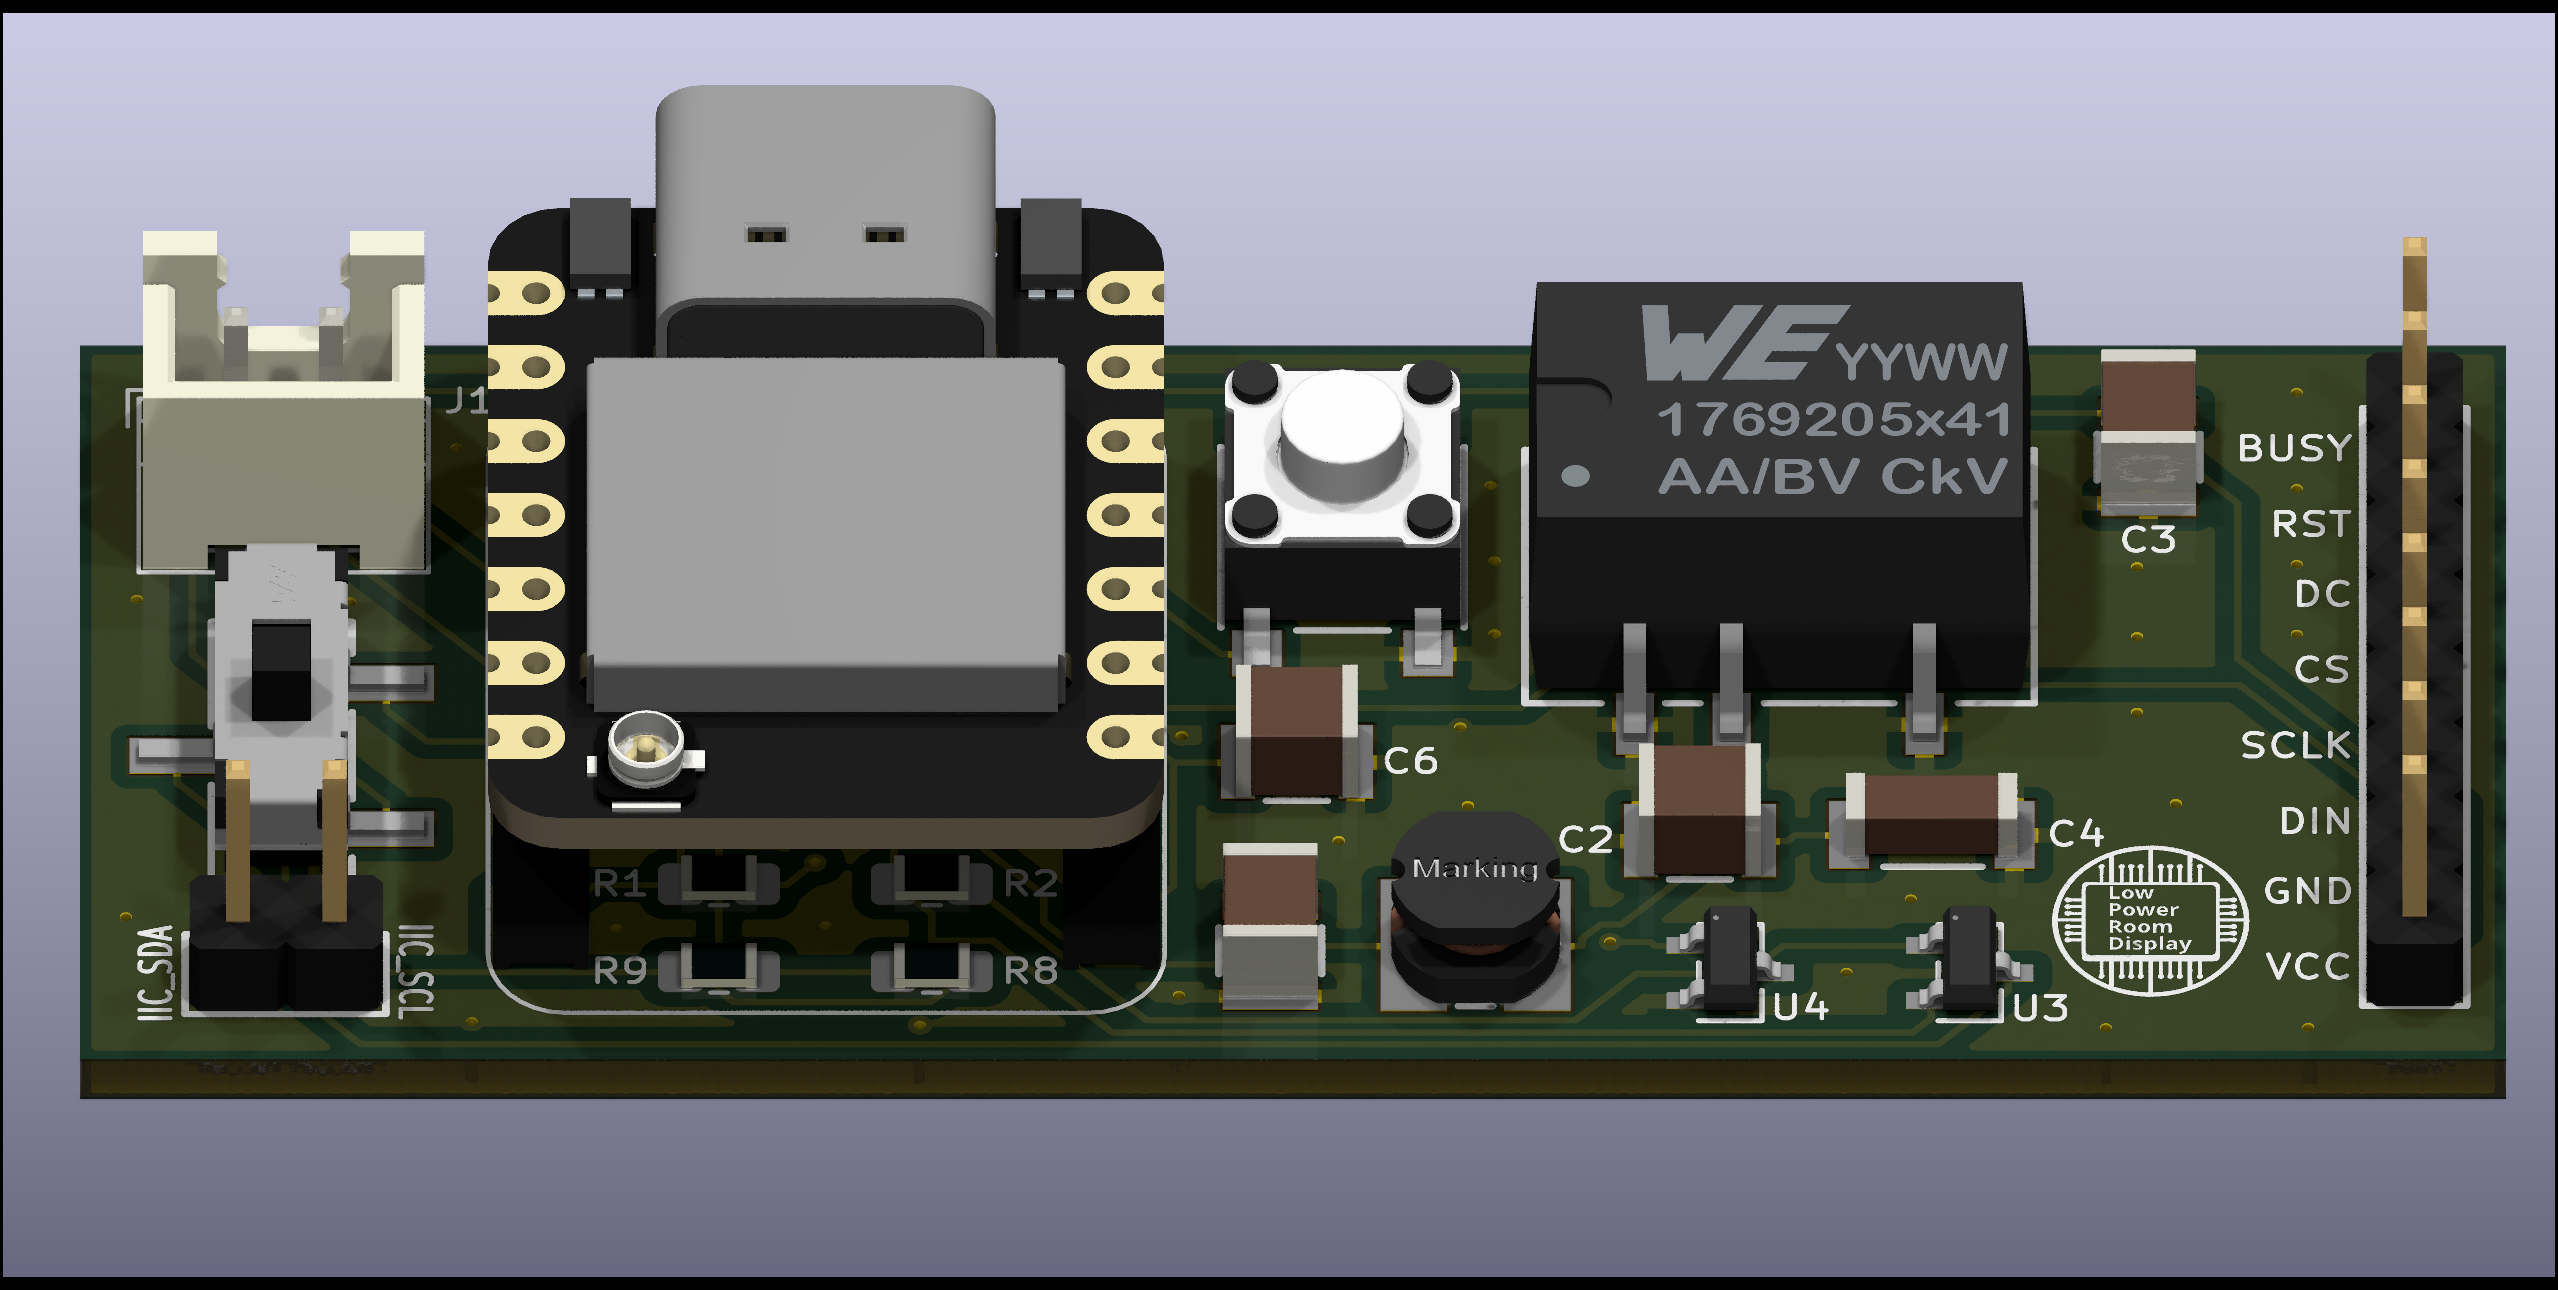 J1
WE YYWW
1769205x41
AA/BV CkV
BUSY
RST
C3
DC
CS
SCLK
C6
DIN
C2
C4
Marking
R1
R2
Low
Power
Room
Display
GND
IIC_SDA
IIC_SCL
R9
R8
VCC
U4
U3